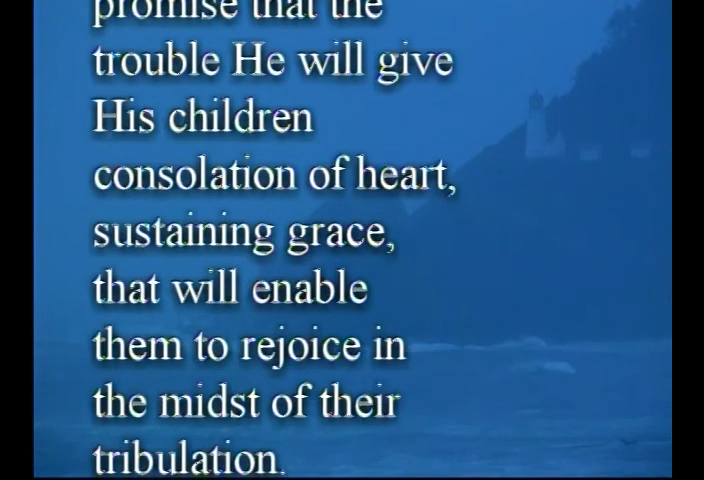 promise that the
trouble He will give
His children
consolation of heart,
sustaining grace,
that will enable
them to rejoice in
the midst of their
tribulation.